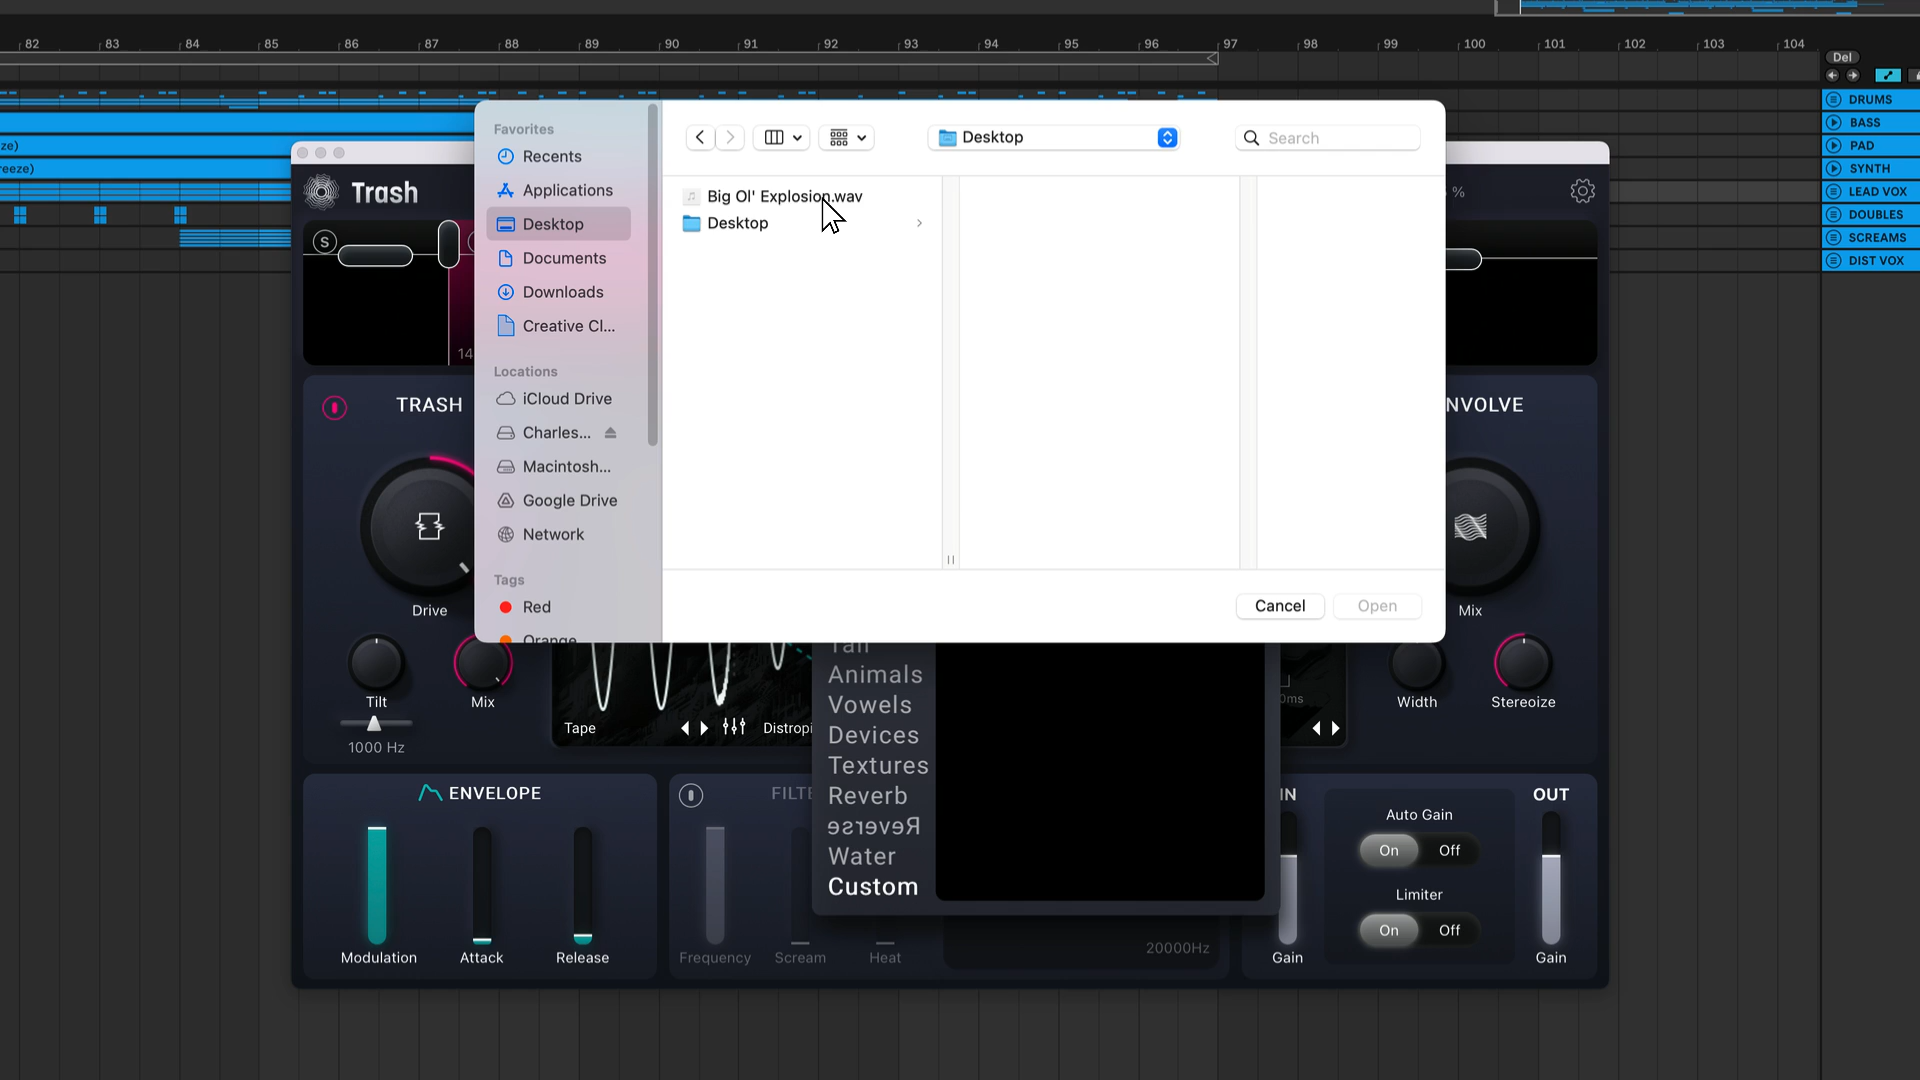 82 83 84 85 86 87 88 89 90 91 92 93 94 95 96 97 98 99 100 101 102 103 104
Del
DRUMS
BASS
PAD
SYNTH
LEAD VOX
DOUBLES
SCREAMS
DIST VOX
ze)
reeze)
Trash
%
S
14
Favorites
Recents
Applications
Desktop
Documents
Downloads
Creative Cl...
Locations
iCloud Drive
Charles...
Macintosh...
Google Drive
Network
Tags
Red
Orange
Desktop
Search
Big Ol' Explosion.wav
Desktop
Cancel Open
TRASH
Drive
Tilt Mix
1000 Hz
Tape Distropi
Animals
Vowels
Devices
Textures
Reverb
Reverse
Water
Custom
0ms
NVOLVE
Mix
Width Stereoize
ENVELOPE
Modulation Attack Release
FILTE
Frequency Scream Heat
20000Hz
IN
Gain
Auto Gain
On Off
Limiter
On Off
OUT
Gain